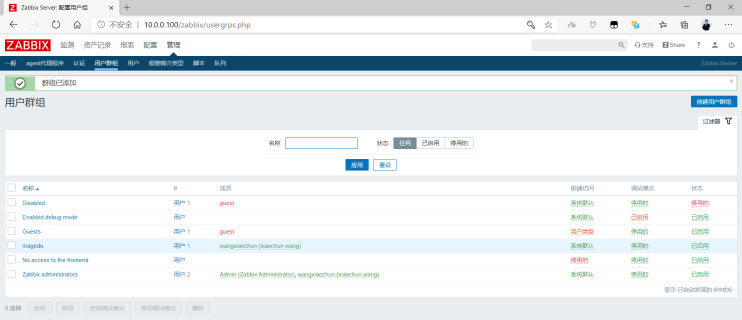 Zabbix Server: 配置用户组
不安全 | 10.0.0.100/zabbix/usergrps.php
ZABBIX 监测 资产记录 报表 配置 管理 支持 Share ?
一般 agent代理程序 认证 用户群组 用户 报警媒介类型 脚本 队列 Zabbix Server
群组已添加
用户群组 创建用户群组
过滤器
名称 状态 任何 已启用 停用的
应用 重设
名称 # 成员 前端访问 调试模式 状态
Disabled 用户 1 guest 系统默认 停用的 停用的
Enabled debug mode 用户 系统默认 已启用 已启用
Guests 用户 1 guest 用户类型 停用的 已启用
magedu 用户 1 wangxiaochun (xiaochun wang) 系统默认 停用的 已启用
No access to the frontend 用户 停用的 停用的 已启用
Zabbix administrators 用户 2 Admin (Zabbix Administrator), wangxiaochun (xiaochun wang) 系统默认 停用的 已启用
显示 已自动发现的 6中的6
0 选择 启用 禁用 启用调试模式 禁用调试模式 删除